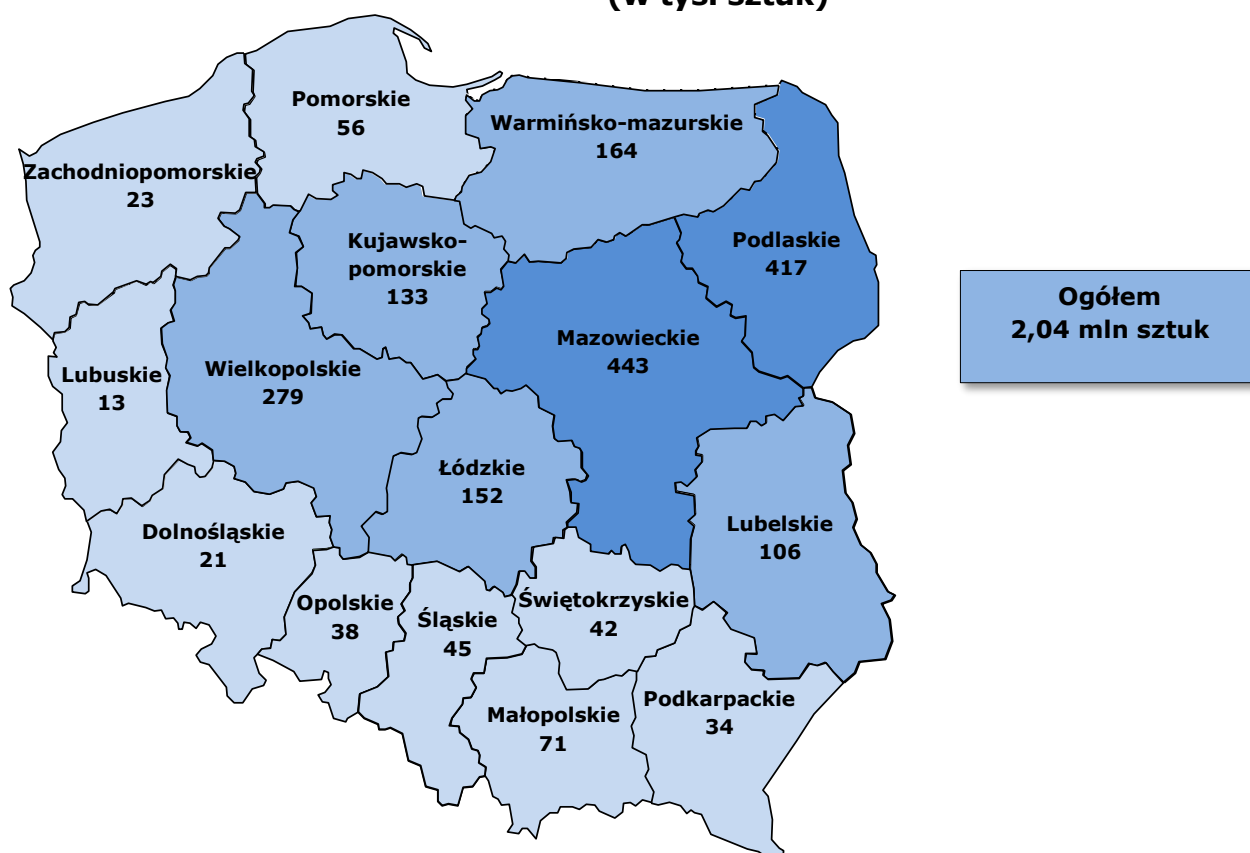 (w tys. sztuk)
Pomorskie
56
Warmińsko-mazurskie
164
Zachodniopomorskie
23
Podlaskie
417
Kujawsko-
pomorskie
133
Ogółem
2,04 mln sztuk
Mazowieckie
443
Wielkopolskie
279
Lubuskie
13
Łódzkie
152
Lubelskie
106
Dolnośląskie
21
Opolskie
38
Śląskie
45
Świętokrzyskie
42
Podkarpackie
34
Małopolskie
71